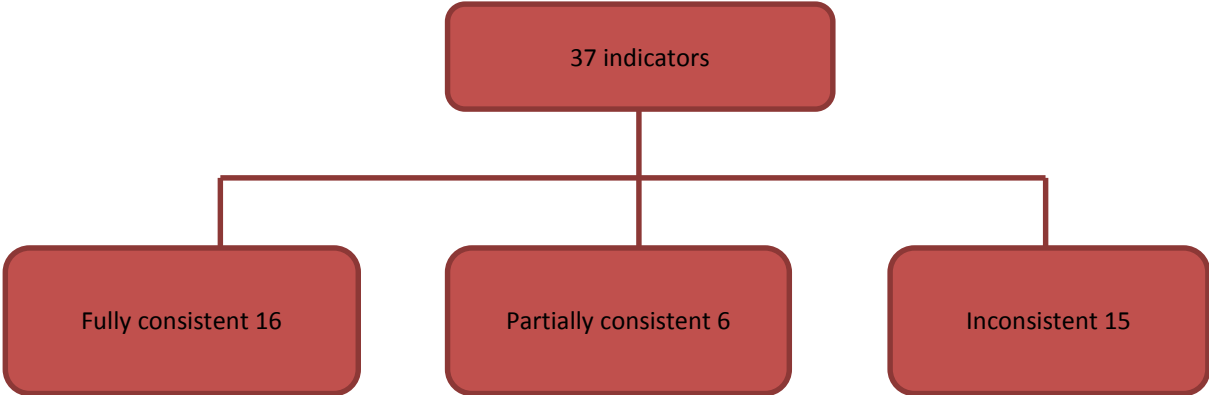 37 indicators
Fully consistent 16
Partially consistent 6
Inconsistent 15